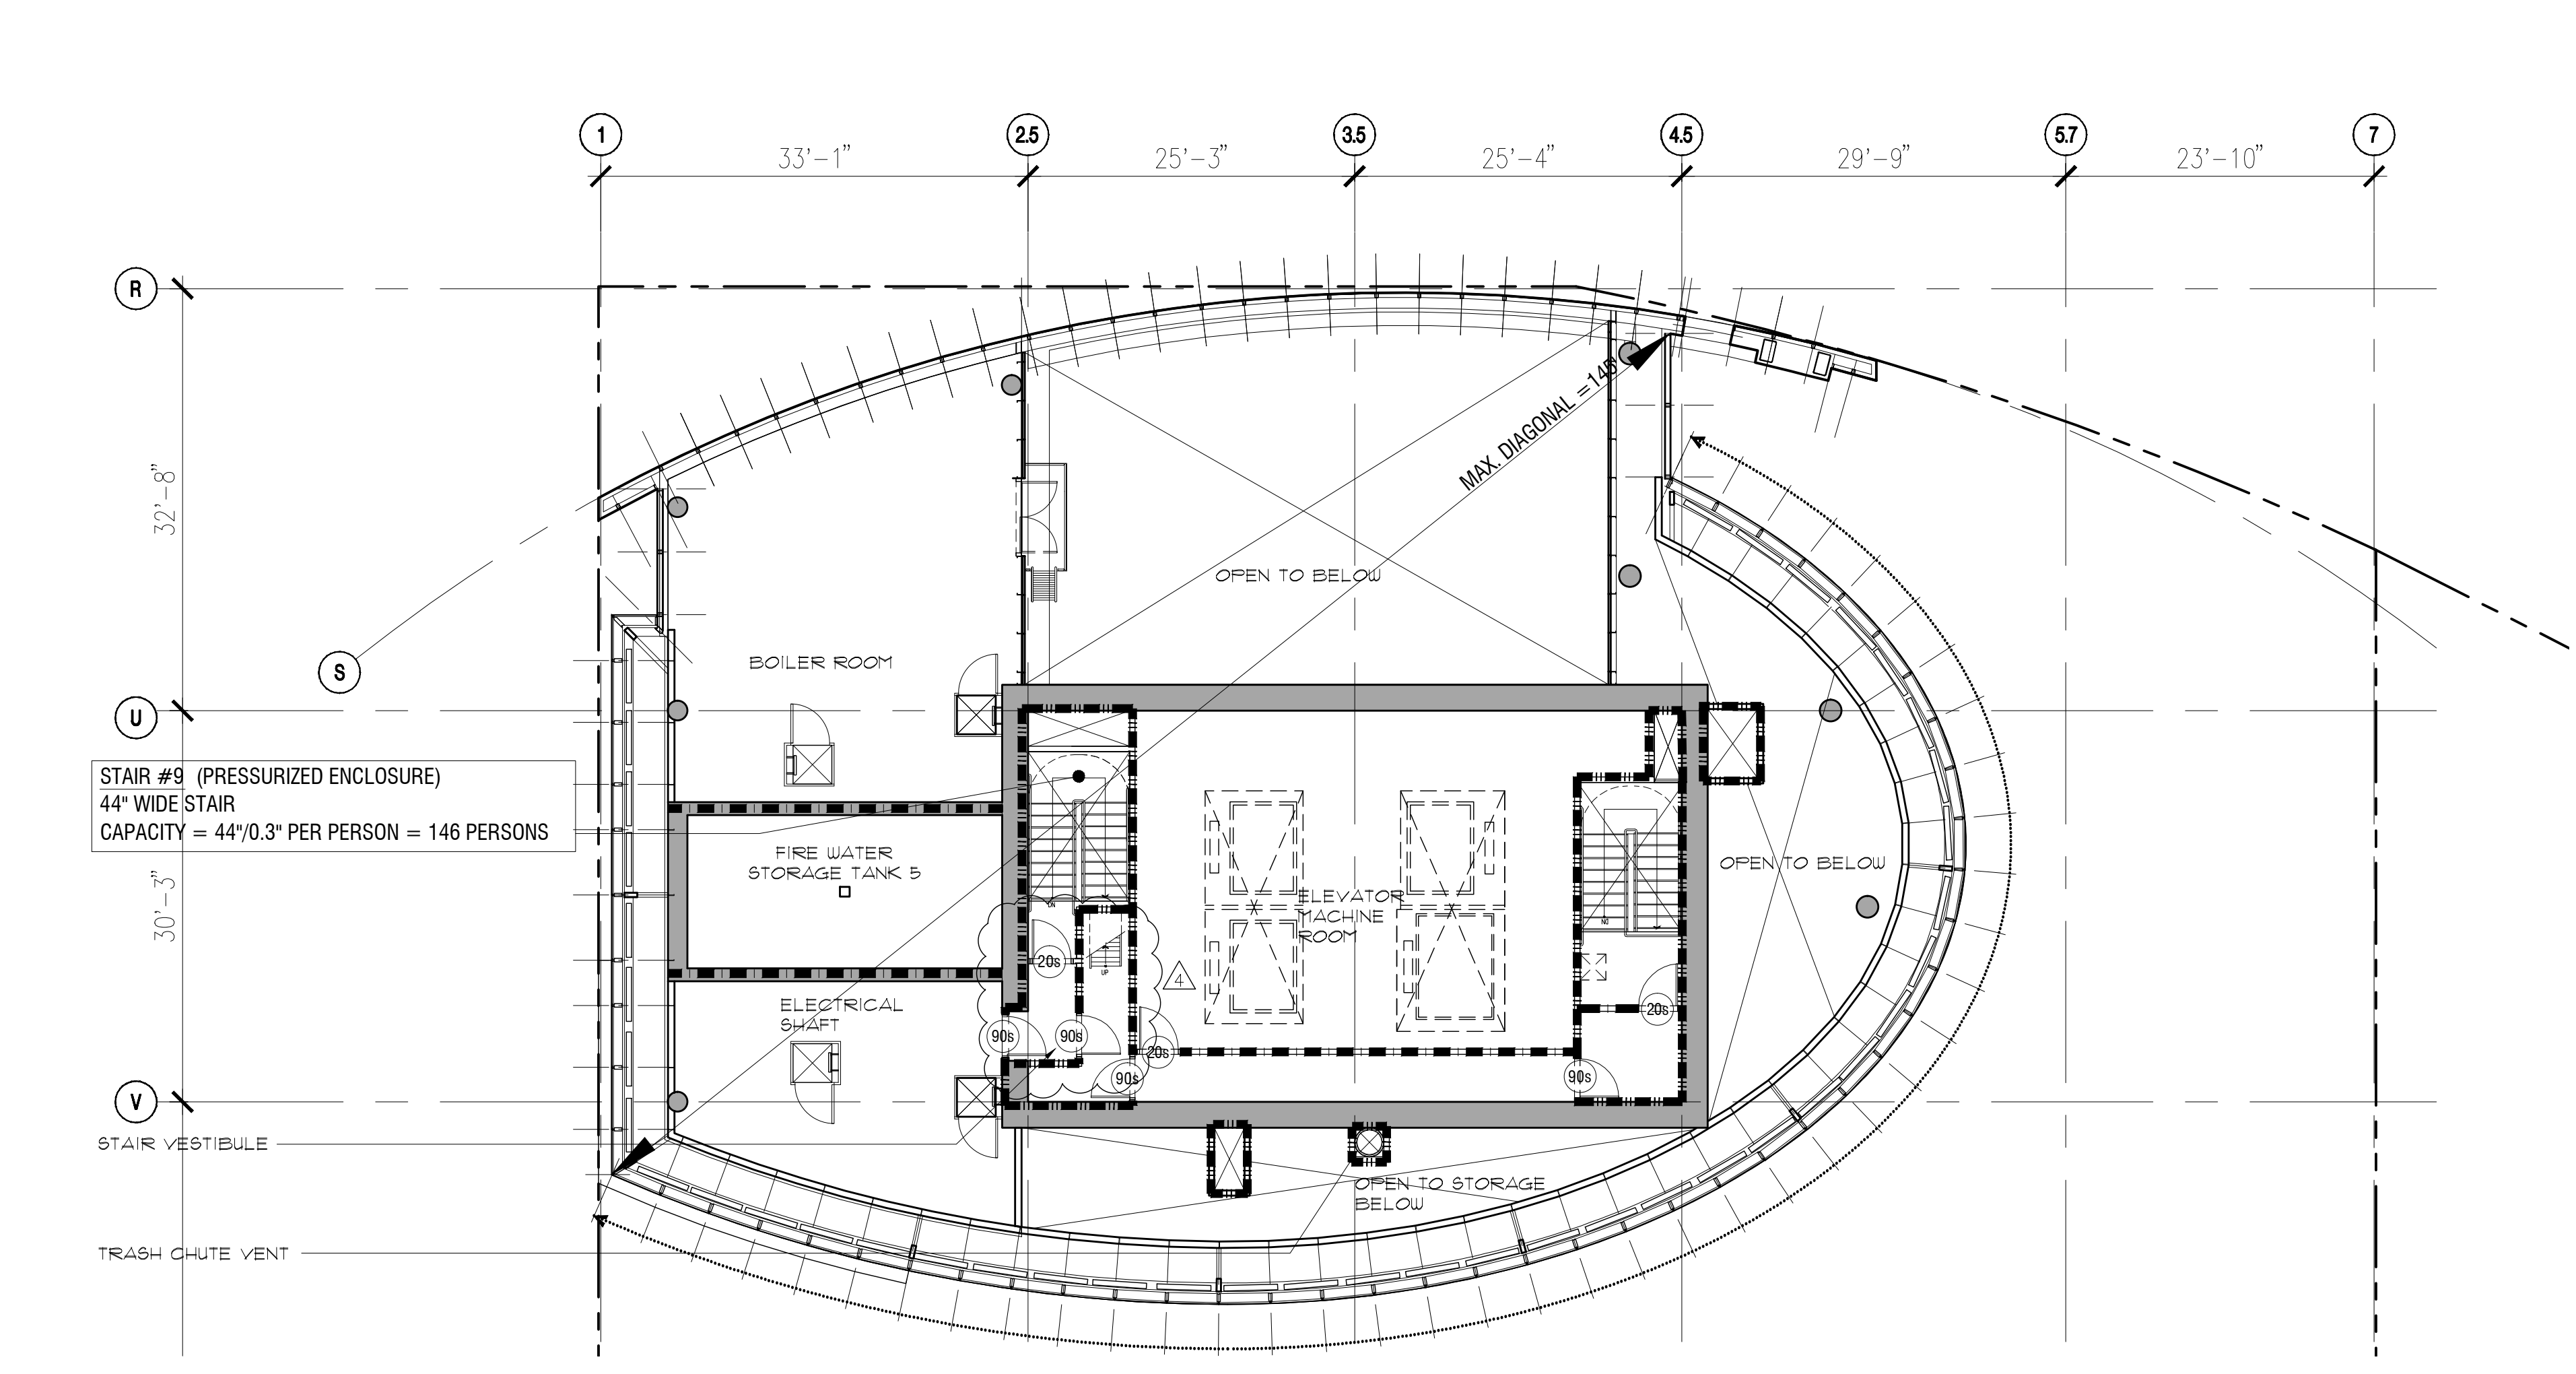 1
2.5
3.5
4.5
5.7
7
33'-1"
25'-3"
25'-4"
29'-9"
23'-10"
R
32'-8"
S
U
30'-3"
V
MAX. DIAGONAL =145'
OPEN TO BELOW
BOILER ROOM
STAIR #9 (PRESSURIZED ENCLOSURE)
44" WIDE STAIR
CAPACITY = 44"/0.3" PER PERSON = 146 PERSONS
FIRE WATER
STORAGE TANK 5
ELEVATOR
MACHINE
ROOM
OPEN TO BELOW
DN
UP
20s
4
20s
ELECTRICAL
SHAFT
90s
90s
20s
90s
90s
STAIR VESTIBULE
OPEN TO STORAGE
BELOW
TRASH CHUTE VENT